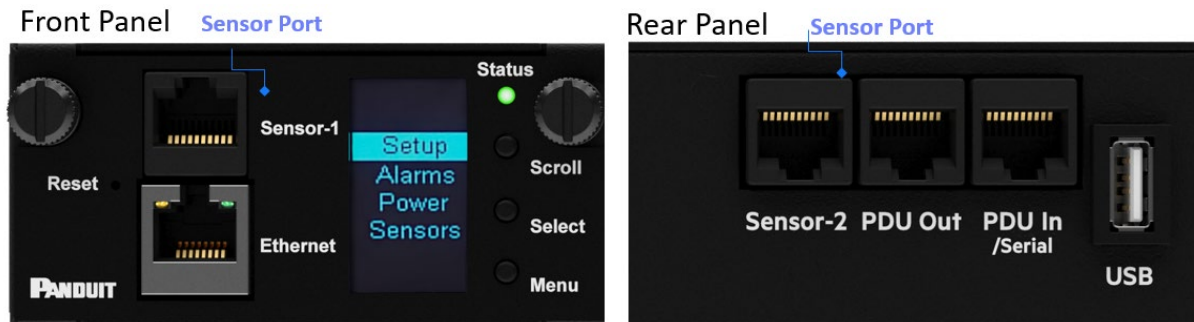 Front Panel
Sensor Port
Sensor-1
Reset
Ethernet
PANDUIT
Setup
Alarms
Power
Sensors
Status
Scroll
Select
Menu
Rear Panel
Sensor Port
Sensor-2
PDU Out
PDU In
/Serial
USB